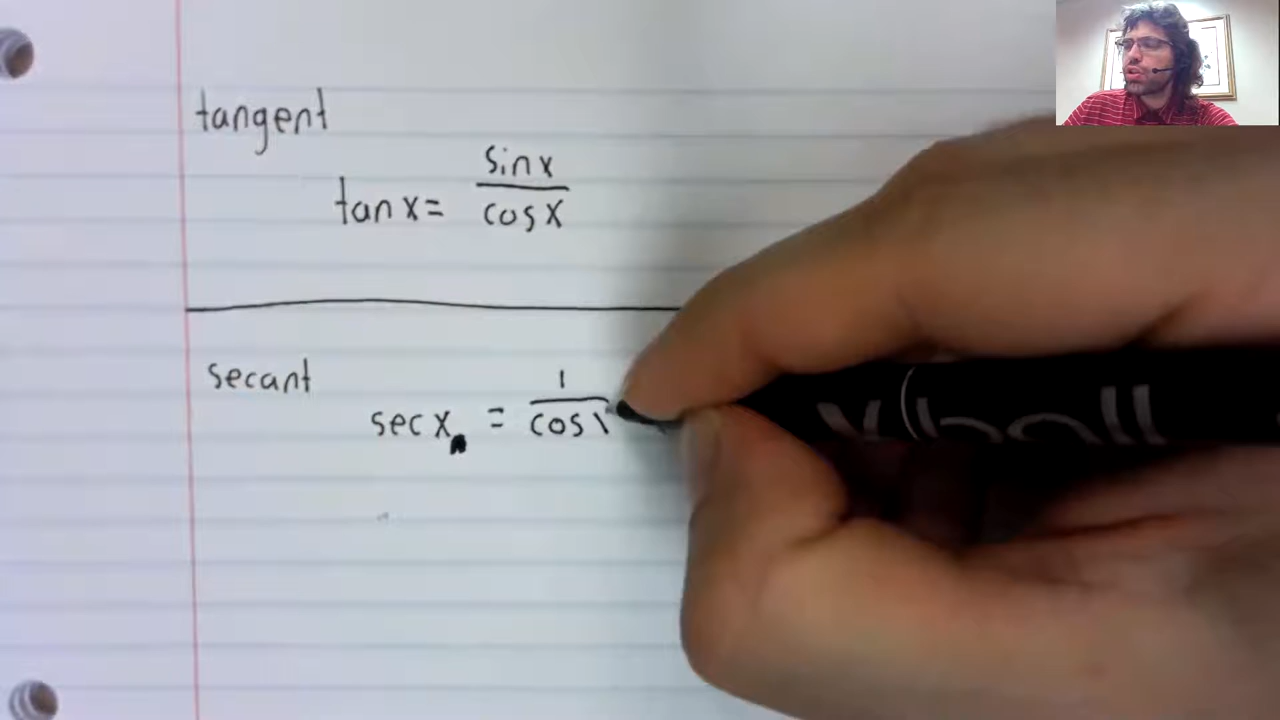 tangent
tan x = sin x / cos x
secant
sec x = 1 / cos